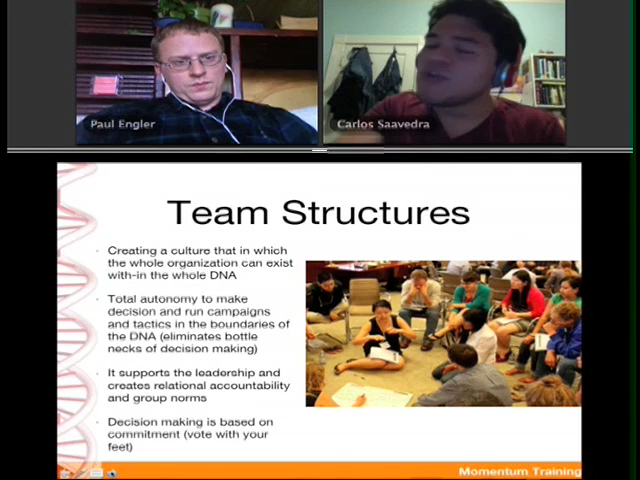 Paul Engler
Carlos Saavedra
Team Structures
Creating a culture that in which
the whole organization can exist
with-in the whole DNA
Total autonomy to make
decision and run campaigns
and tactics in the boundaries of
the DNA (eliminates bottle
necks of decision making)
It supports the leadership and
creates relational accountability
and group norms
Decision making is based on
commitment (vote with your
feet)
Momentum Training